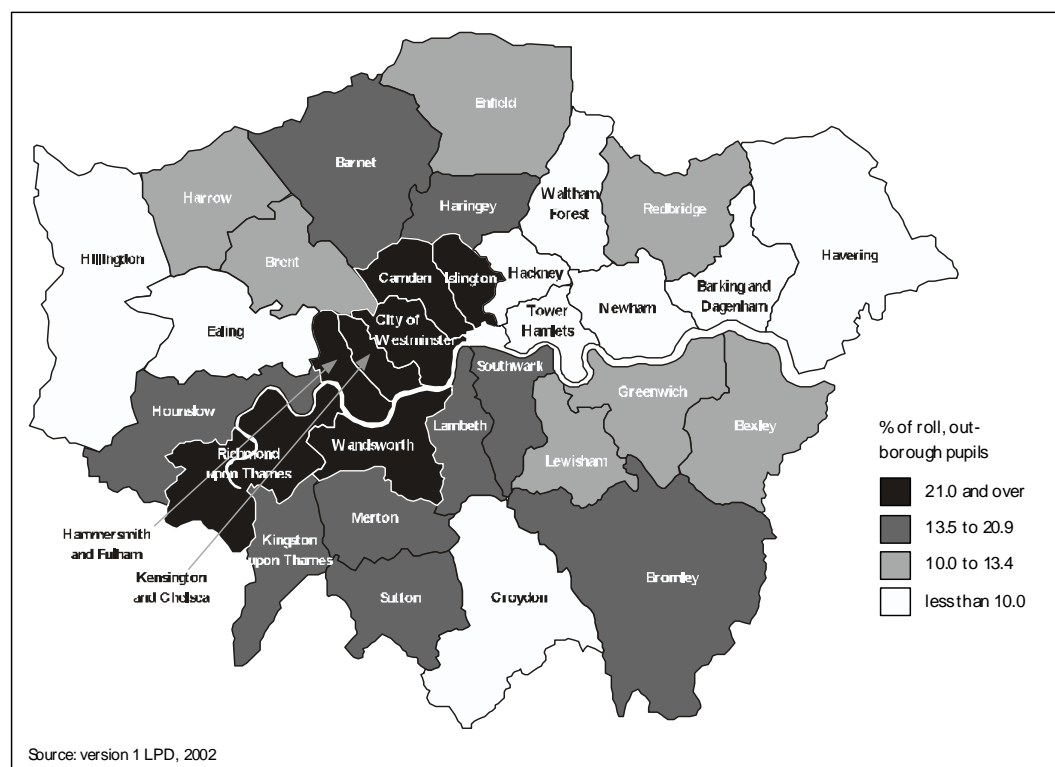 Enfield
Barnet
Harrow
Haringey
Waltham
Forest
Redbridge
Havering
Hillingdon
Brent
Camden
Islington
Hackney
Barking and
Dagenham
Newham
Tower
Hamlets
City of
Westminster
Ealing
Southwark
Greenwich
Hounslow
Lambeth
Bexley
Wandsworth
Richmond
upon Thames
Lewisham
Merton
Hammersmith
and Fulham
Kingston
upon Thames
Kensington
and Chelsea
Sutton
Croydon
Bromley
% of roll, out-
borough pupils
21.0 and over
13.5 to 20.9
10.0 to 13.4
less than 10.0
Source: version 1 LPD, 2002